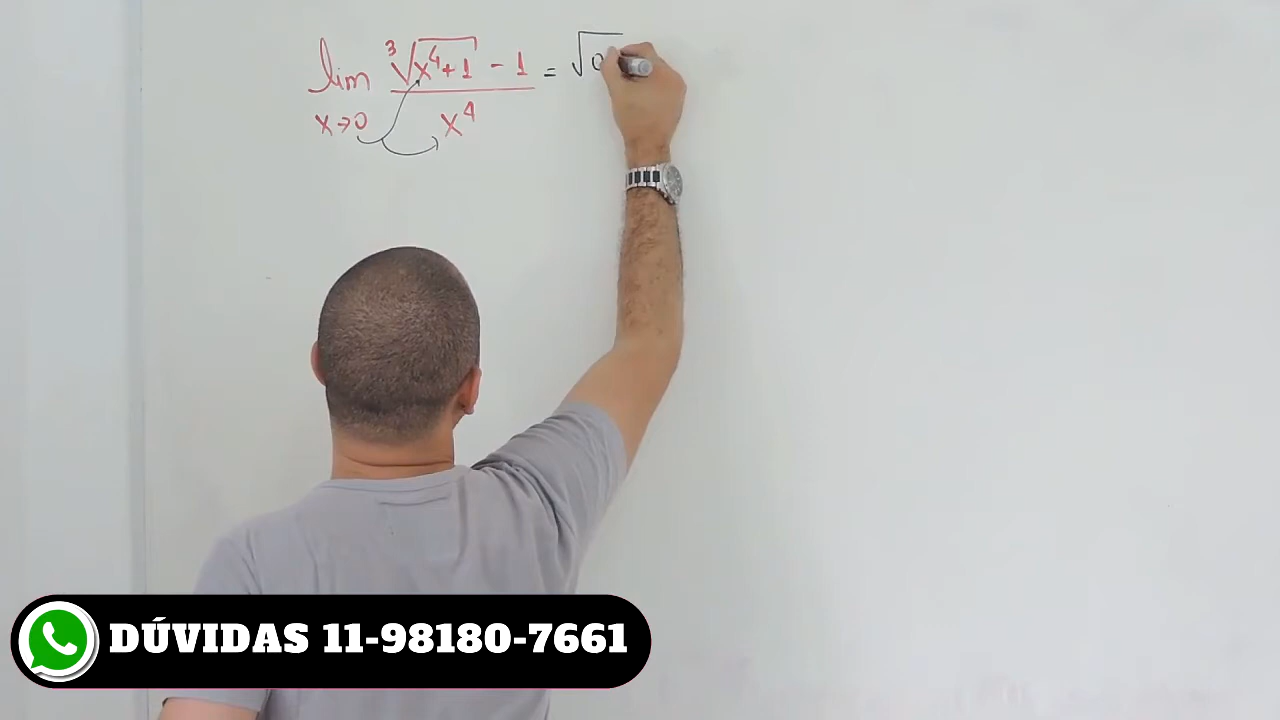 lim ∛(x⁴+1) - 1 = √0
x→0 x⁴
DÚVIDAS 11-98180-7661